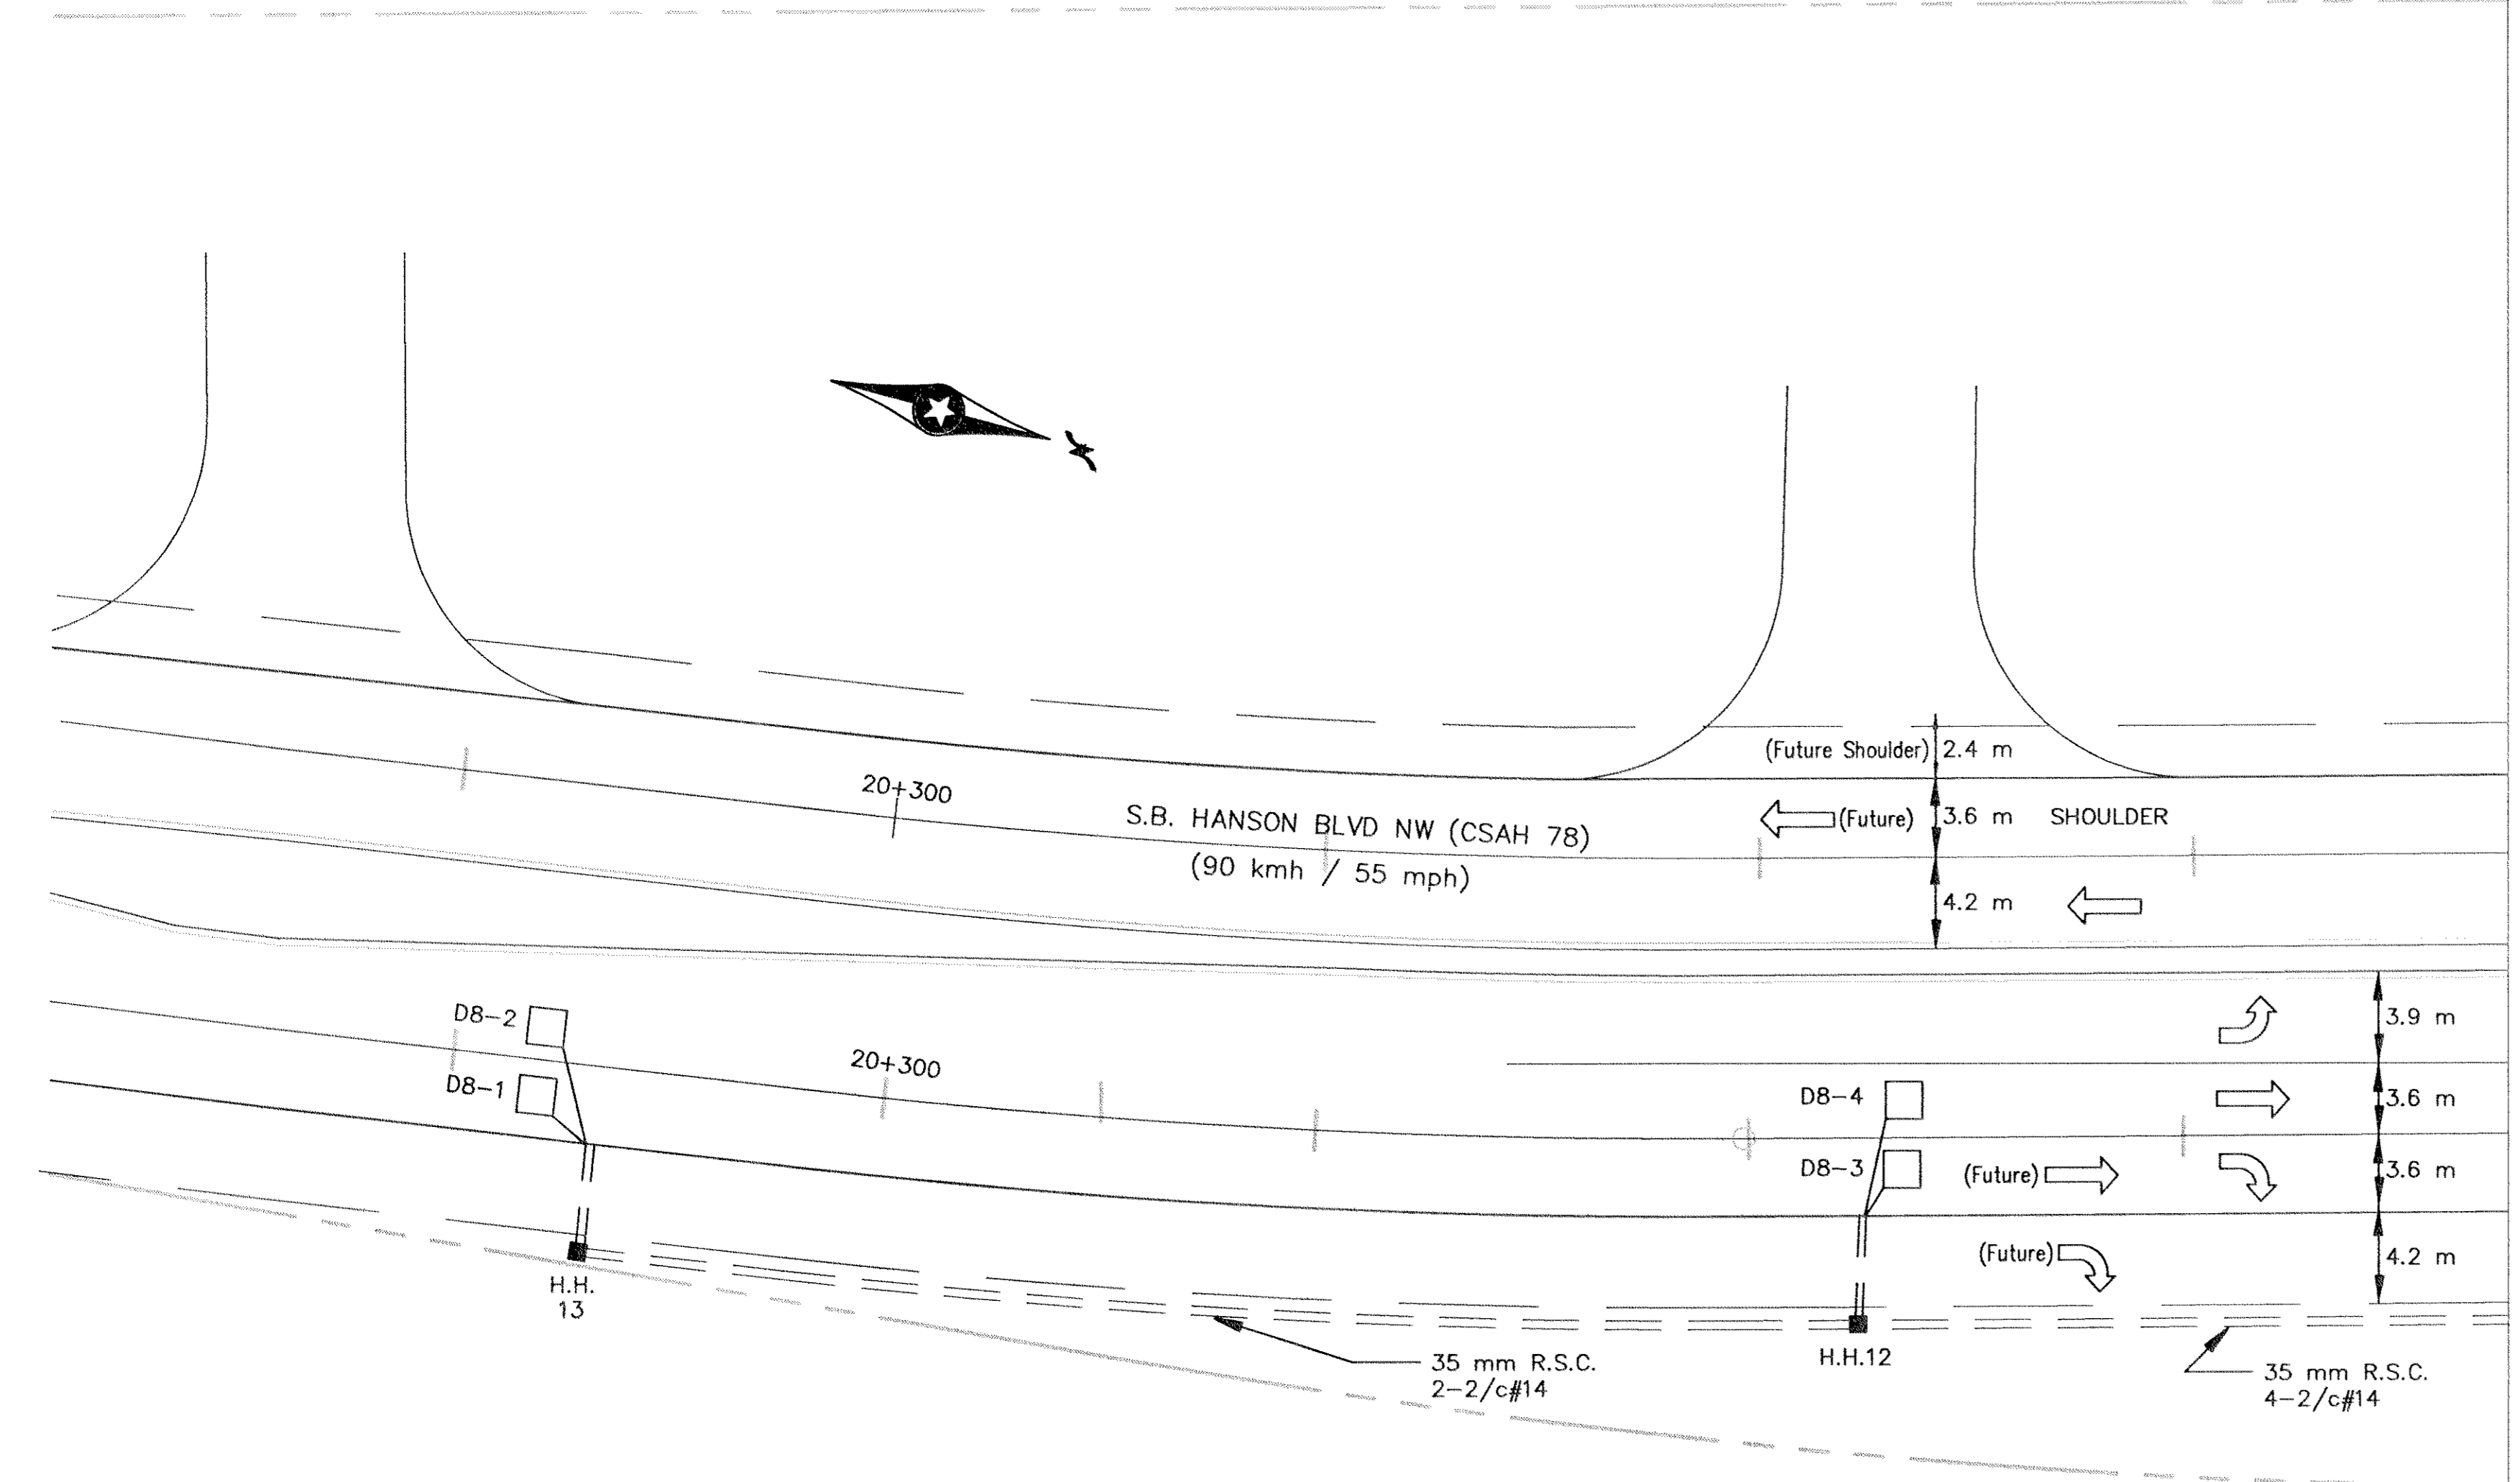 (Future Shoulder) 2.4 m
20+300
S.B. HANSON BLVD NW (CSAH 78)
(90 kmh / 55 mph)
(Future) 3.6 m SHOULDER
4.2 m
D8-2
D8-1
20+300
3.9 m
D8-4
3.6 m
D8-3
(Future)
3.6 m
(Future)
4.2 m
H.H.
13
35 mm R.S.C.
2-2/c#14
H.H.12
35 mm R.S.C.
4-2/c#14